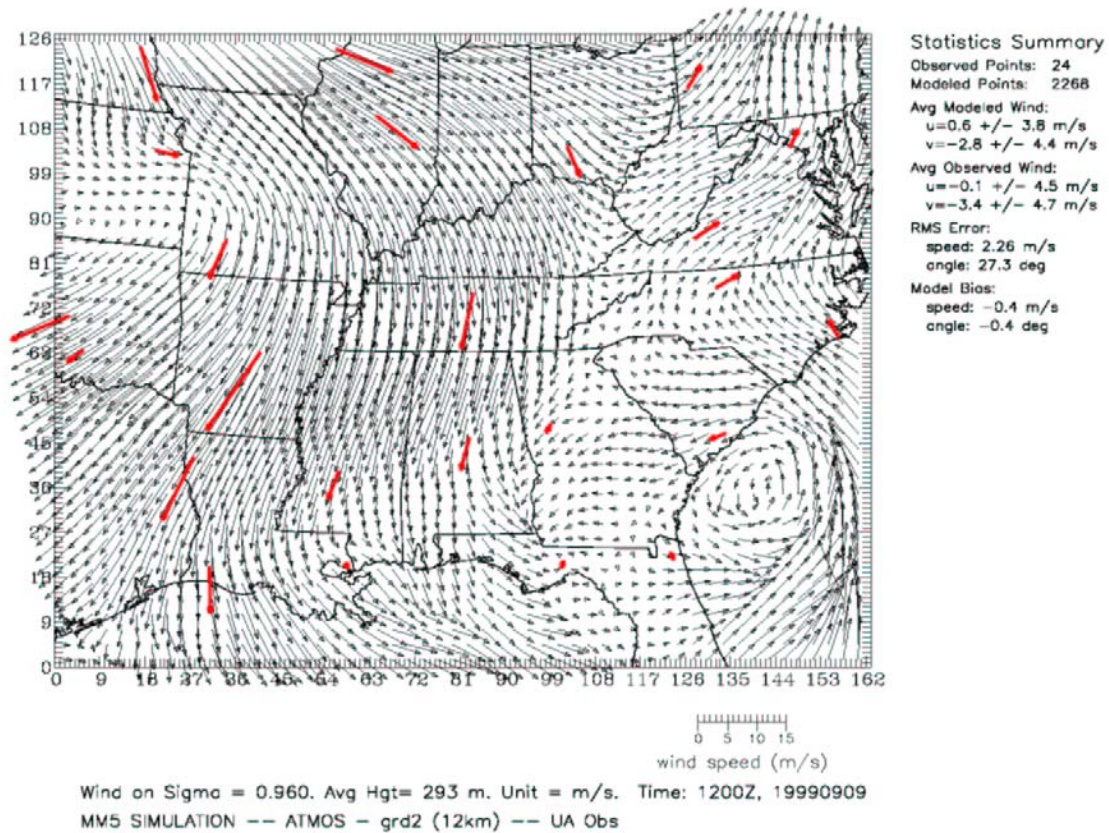 126
117
108
99
90
81
72
63
54
45
36
27
18
9
0
0 9 18 27 36 45 54 63 72 81 90 99 108 117 126 135 144 153 162
Statistics Summary
Observed Points: 24
Modeled Points: 2268
Avg Modeled Wind:
u=0.6 +/- 3.8 m/s
v=-2.8 +/- 4.4 m/s
Avg Observed Wind:
u=-0.1 +/- 4.5 m/s
v=-3.4 +/- 4.7 m/s
RMS Error:
speed: 2.26 m/s
angle: 27.3 deg
Model Bias:
speed: -0.4 m/s
angle: -0.4 deg
0 5 10 15
wind speed (m/s)
Wind on Sigma = 0.960. Avg Hgt= 293 m. Unit = m/s. Time: 1200Z, 19990909
MM5 SIMULATION -- ATMOS - grd2 (12km) -- UA Obs